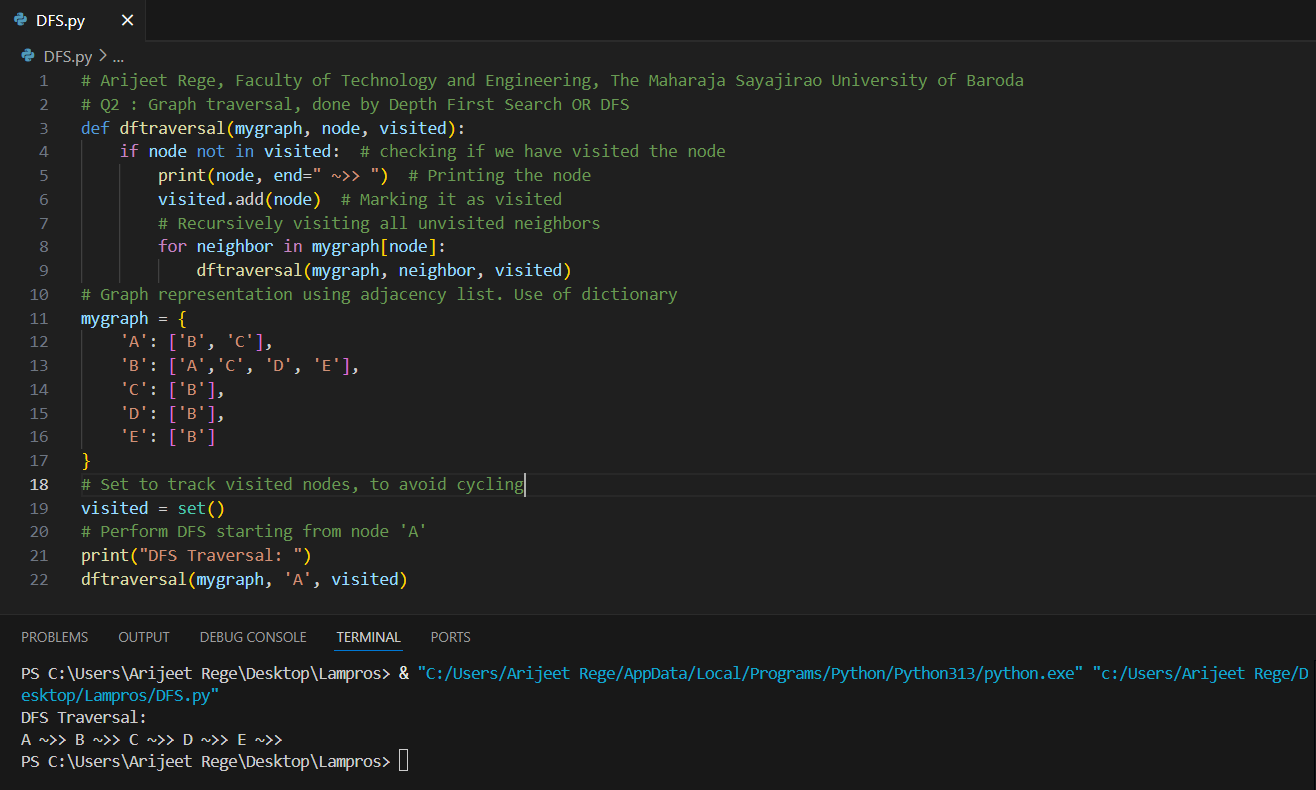 DFS.py
DFS.py > ...
1 # Arijeet Rege, Faculty of Technology and Engineering, The Maharaja Sayajirao University of Baroda
2 # Q2 : Graph traversal, done by Depth First Search OR DFS
3 def dftraversal(mygraph, node, visited):
4     if node not in visited:  # checking if we have visited the node
5         print(node, end=" ~>> ")  # Printing the node
6         visited.add(node)  # Marking it as visited
7         # Recursively visiting all unvisited neighbors
8         for neighbor in mygraph[node]:
9             dftraversal(mygraph, neighbor, visited)
10 # Graph representation using adjacency list. Use of dictionary
11 mygraph = {
12     'A': ['B', 'C'],
13     'B': ['A','C', 'D', 'E'],
14     'C': ['B'],
15     'D': ['B'],
16     'E': ['B']
17 }
18 # Set to track visited nodes, to avoid cycling
19 visited = set()
20 # Perform DFS starting from node 'A'
21 print("DFS Traversal: ")
22 dftraversal(mygraph, 'A', visited)
PROBLEMS OUTPUT DEBUG CONSOLE TERMINAL PORTS
PS C:\Users\Arijeet Rege\Desktop\Lampros> & "C:/Users/Arijeet Rege/AppData/Local/Programs/Python/Python313/python.exe" "c:/Users/Arijeet Rege/D
esktop/Lampros/DFS.py"
DFS Traversal:
A ~>> B ~>> C ~>> D ~>> E ~>>
PS C:\Users\Arijeet Rege\Desktop\Lampros>